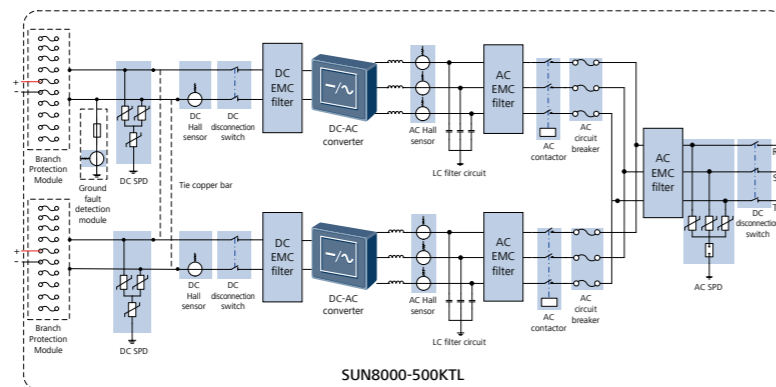 +
-
Branch
Protection
Module
Ground
fault
detection
module
DC SPD
Tie copper bar
DC
Hall
sensor
DC
disconnection
switch
DC
EMC
filter
DC-AC
converter
AC Hall
sensor
LC filter circuit
AC
EMC
filter
AC
contactor
AC
circuit
breaker
AC
EMC
filter
R
S
T
DC
disconnection
switch
AC SPD
+
-
Branch
Protection
Module
DC SPD
DC
Hall
sensor
DC
disconnection
switch
DC
EMC
filter
DC-AC
converter
AC Hall
sensor
LC filter circuit
AC
EMC
filter
AC
contactor
AC
circuit
breaker
SUN8000-500KTL